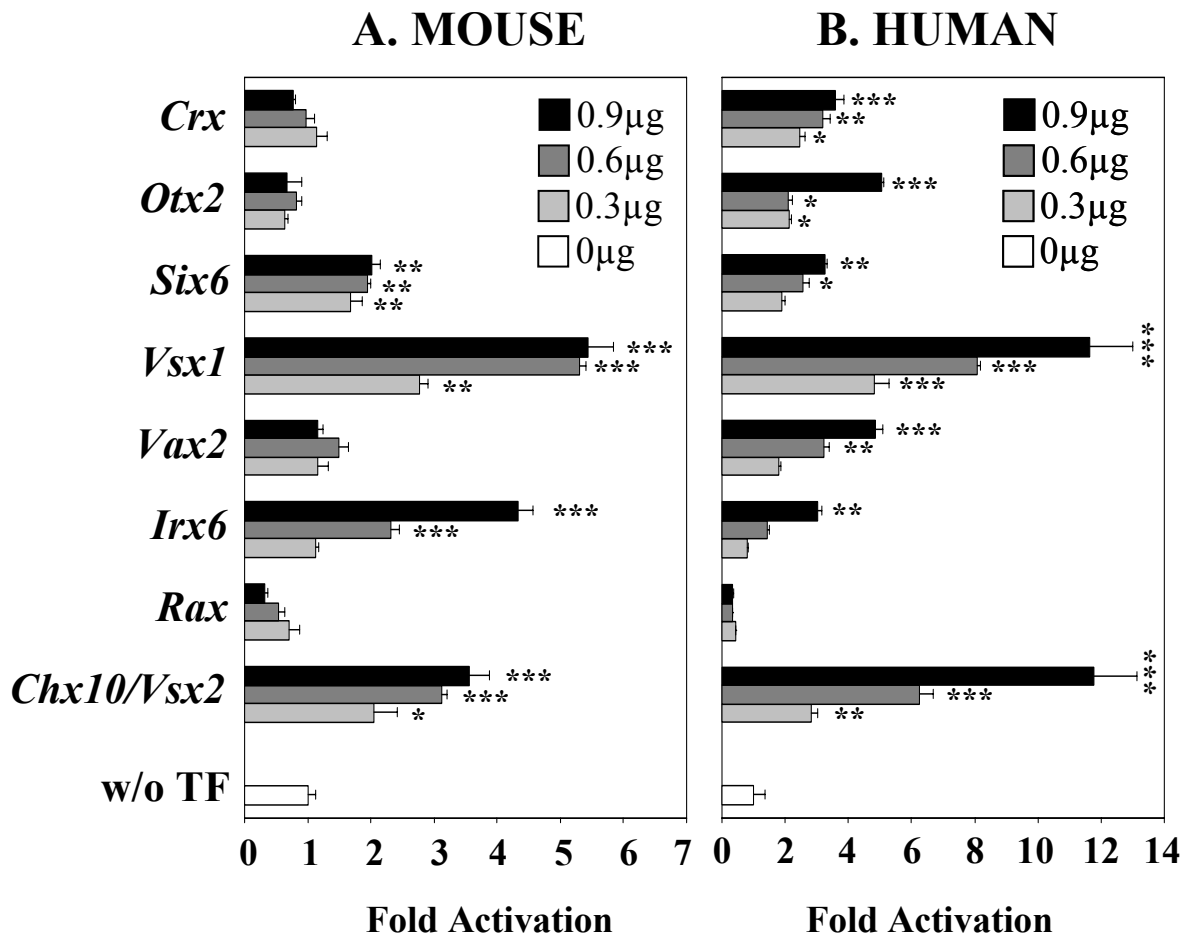 A. MOUSE
B. HUMAN
Crx
Otx2
Six6
Vsx1
Vax2
Irx6
Rax
Chx10/Vsx2
w/o TF
0.9µg
0.6µg
0.3µg
0µg
**
**
**
***
***
**
***
***
***
***
*
0 1 2 3 4 5 6 7
Fold Activation
0.9µg
0.6µg
0.3µg
0µg
***
**
*
***
*
*
**
*
***
***
***
***
**
**
***
***
**
0 2 4 6 8 10 12 14
Fold Activation